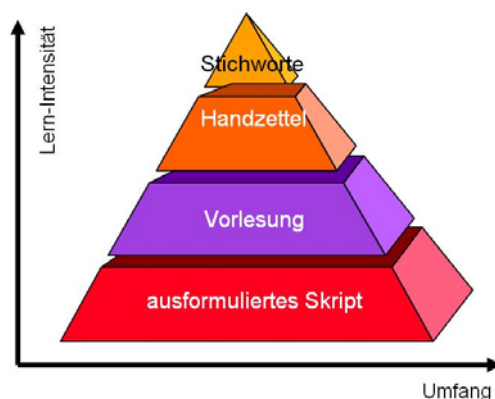 Lern-Intensität
Stichworte
Handzettel
Vorlesung
ausformuliertes Skript
Umfang